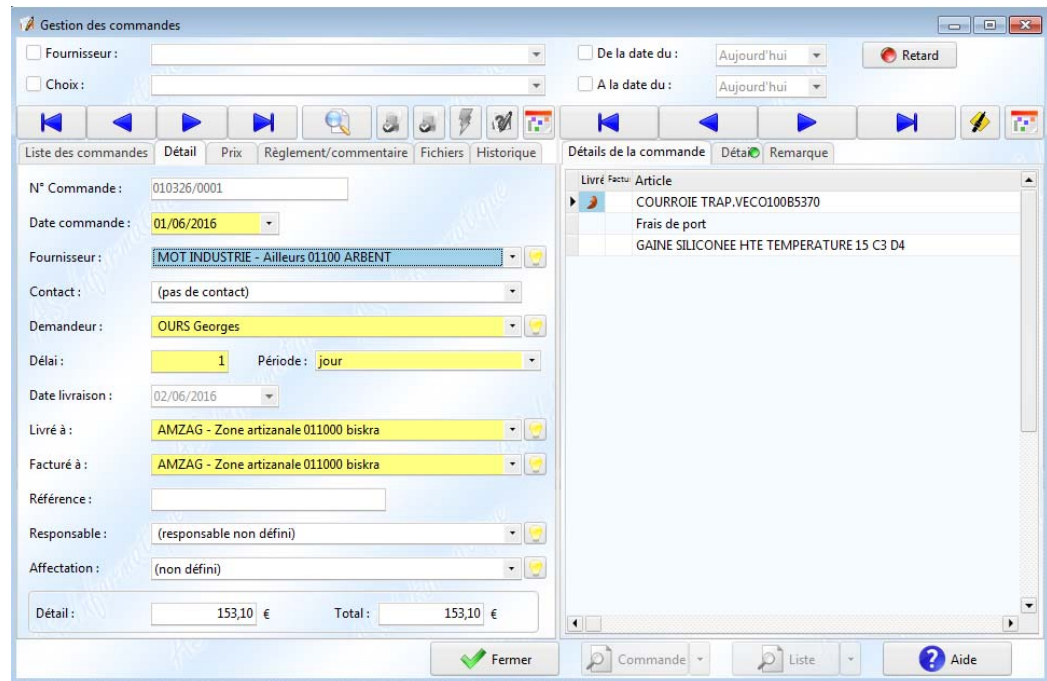 Gestion des commandes
Fournisseur :
De la date du : Aujourd'hui
Retard
Choix :
A la date du : Aujourd'hui
Liste des commandes Détail Prix Règlement/commentaire Fichiers Historique
Détails de la commande Détail Remarque
N° Commande : 010326/0001
Date commande : 01/06/2016
Fournisseur : MOT INDUSTRIE - Ailleurs 01100 ARBENT
Contact : (pas de contact)
Demandeur : OURS Georges
Délai : 1 Période : jour
Date livraison : 02/06/2016
Livré à : AMZAG - Zone artizanale 011000 biskra
Facturé à : AMZAG - Zone artizanale 011000 biskra
Référence :
Responsable : (responsable non défini)
Affectation : (non défini)
Détail : 153,10 € Total : 153,10 €
Livré Factu Article
COURROIE TRAP.VECO100B5370
Frais de port
GAINE SILICONEE HTE TEMPERATURE 15 C3 D4
Fermer
Commande
Liste
? Aide